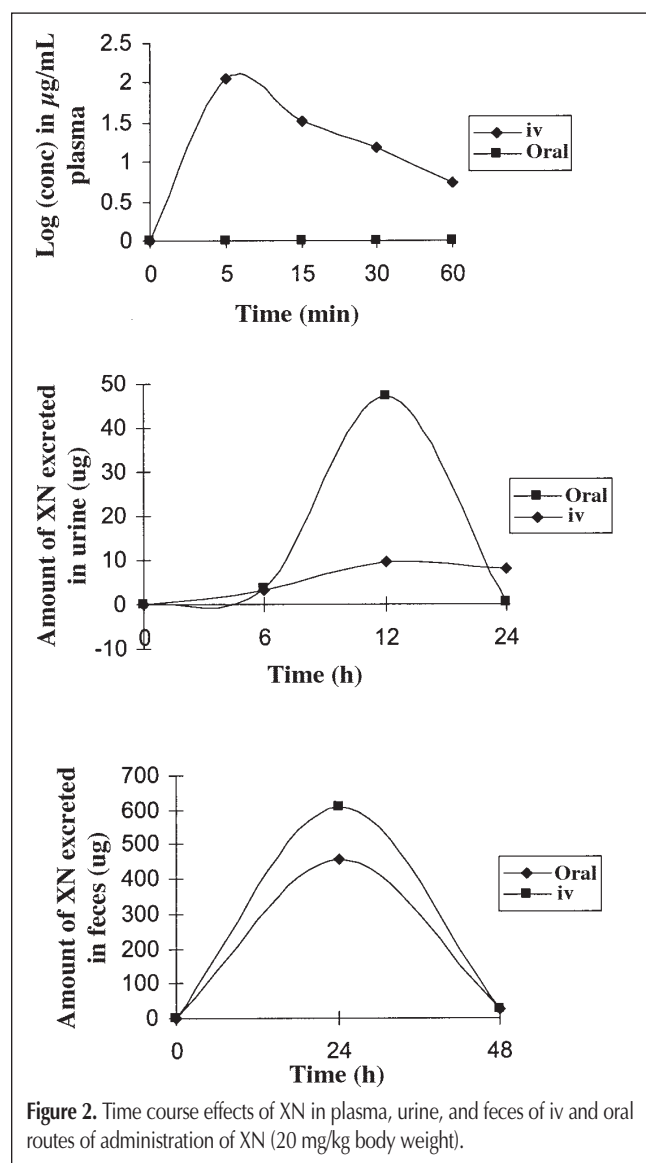 Log (conc) in µg/mL
plasma
2.5
2
1.5
1
0.5
0
0 5 15 30 60
Time (min)
iv
Oral
Amount of XN excreted
in urine (ug)
50
40
30
20
10
0
-10
0 6 12 24
Time (h)
Oral
iv
Amount of XN excreted
in feces (ug)
700
600
500
400
300
200
100
0
0 24 48
Time (h)
Oral
iv
Figure 2. Time course effects of XN in plasma, urine, and feces of iv and oral
routes of administration of XN (20 mg/kg body weight).